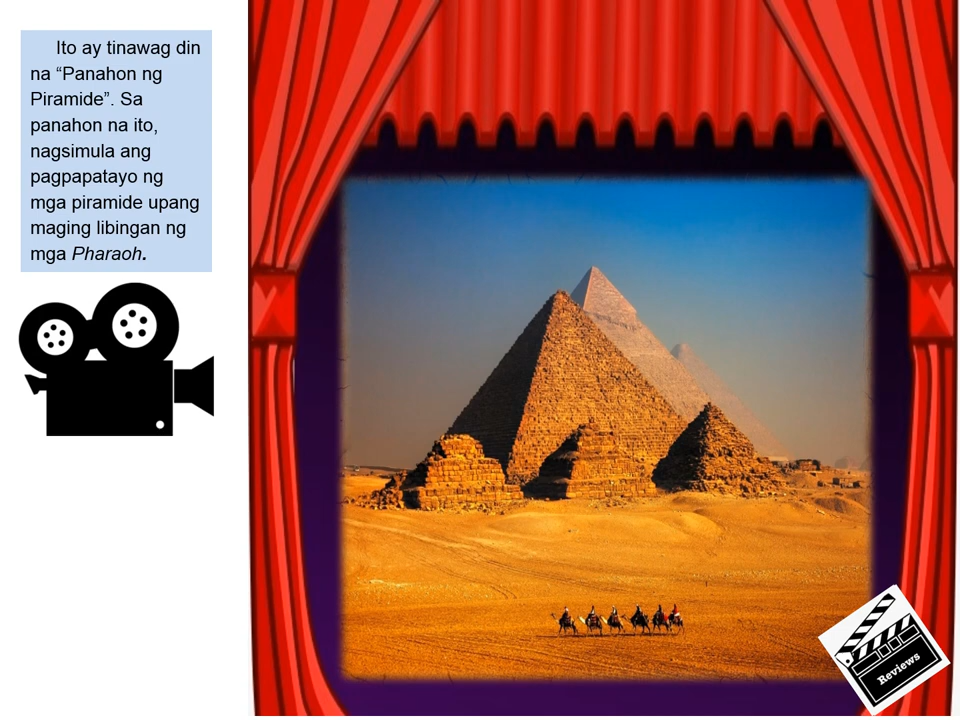 Ito ay tinawag din
na “Panahon ng
Piramide”. Sa
panahon na ito,
nagsimula ang
pagpapatayo ng
mga piramide upang
maging libingan ng
mga Pharaoh.
Reviews